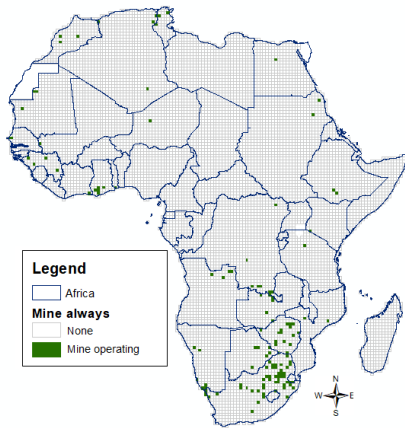 Legend
Africa
Mine always
None
Mine operating
N
W E
S